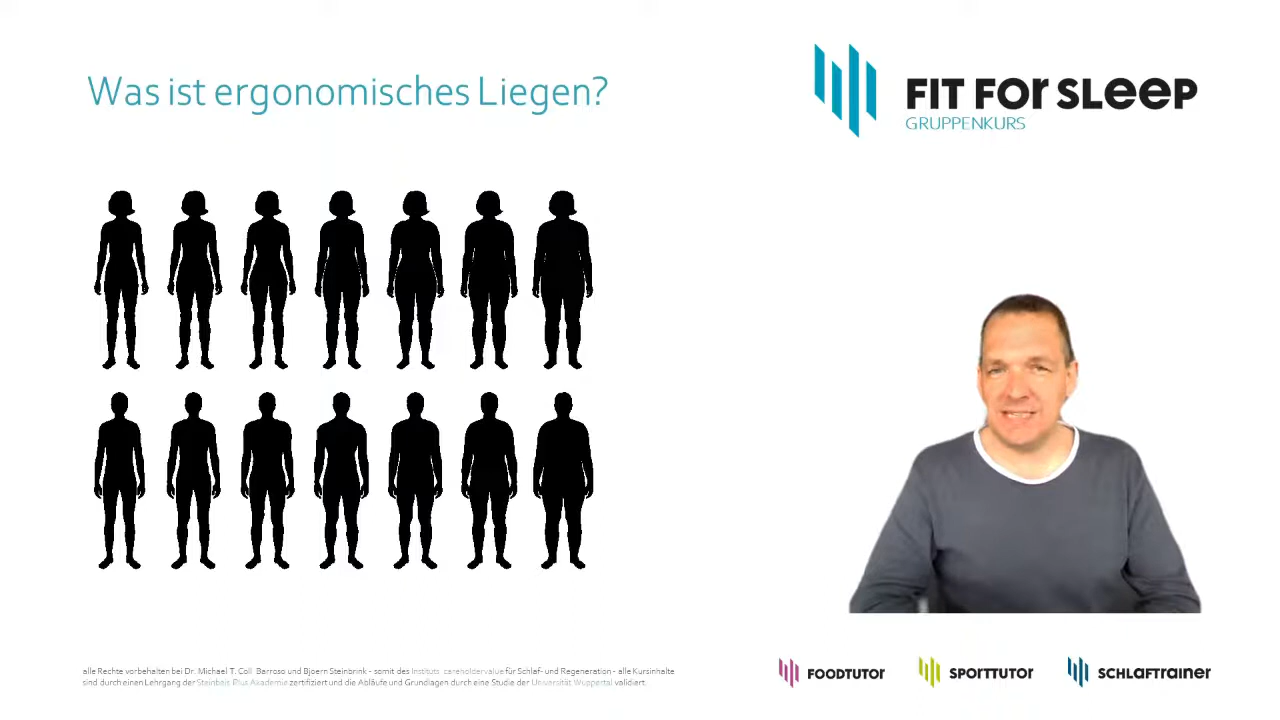 Was ist ergonomisches Liegen?
FIT FOR SLEEP
GRUPPENKURS
alle Rechte vorbehalten bei Dr. Michael T. Coll Barroso und Bjoern Steinbrink - somit des Instituts careholdervalue für Schlaf- und Regeneration - alle Kursinhalte
sind durch einen Lehrgang der Steinbeis Plus Akademie zertifiziert und die Abläufe und Grundlagen durch eine Studie der Universität Wuppertal validiert.
FOODTUTOR
SPORTTUTOR
SCHLAFTRAINER